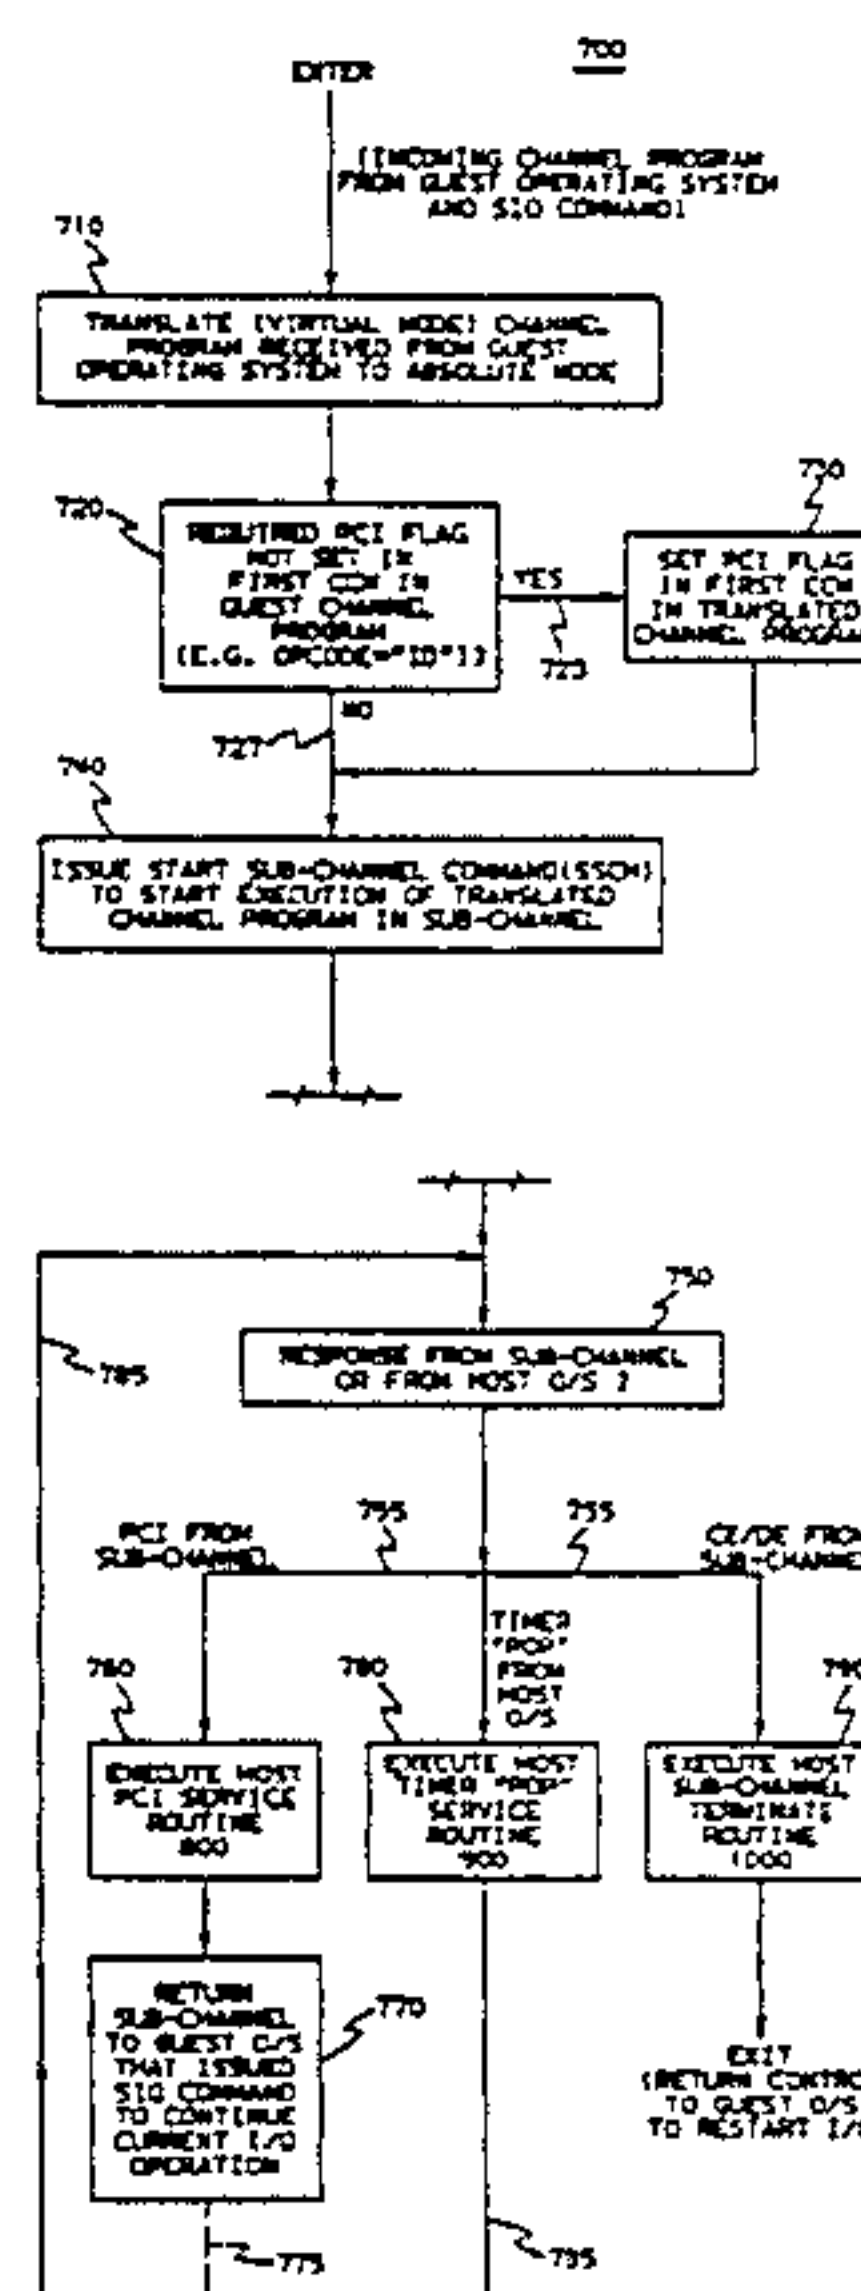 700
ENTER
(INCOMING CHANNEL PROGRAM
FROM GUEST OPERATING SYSTEM
AND SIO COMMAND)
710
TRANSLATE (VIRTUAL MODE) CHANNEL
PROGRAM RECEIVED FROM GUEST
OPERATING SYSTEM TO ABSOLUTE MODE
720
REQUIRED PCI FLAG
NOT SET IN
FIRST CCW IN
GUEST CHANNEL
PROGRAM
(E.G. OPCODE="ID"))
YES
723
730
SET PCI FLAG
IN FIRST CCW
IN TRANSLATED
CHANNEL PROGRAM
NO
727
740
ISSUE START SUB-CHANNEL COMMAND(SSCH)
TO START EXECUTION OF TRANSLATED
CHANNEL PROGRAM IN SUB-CHANNEL
750
785
RESPONSE FROM SUB-CHANNEL
OR FROM HOST O/S ?
755
755
PCI FROM
SUB-CHANNEL
CE/DE FROM
SUB-CHANNEL
TIMER
"POP"
FROM
HOST
O/S
760
780
790
EXECUTE HOST
PCI SERVICE
ROUTINE
800
EXECUTE HOST
TIMER "POP"
SERVICE
ROUTINE
900
EXECUTE HOST
SUB-CHANNEL
TERMINATE
ROUTINE
1000
RETURN
SUB-CHANNEL
TO GUEST O/S
THAT ISSUED
SIO COMMAND
TO CONTINUE
CURRENT I/O
OPERATION
770
EXIT
(RETURN CONTRO
TO GUEST O/S
TO RESTART I/
775
795